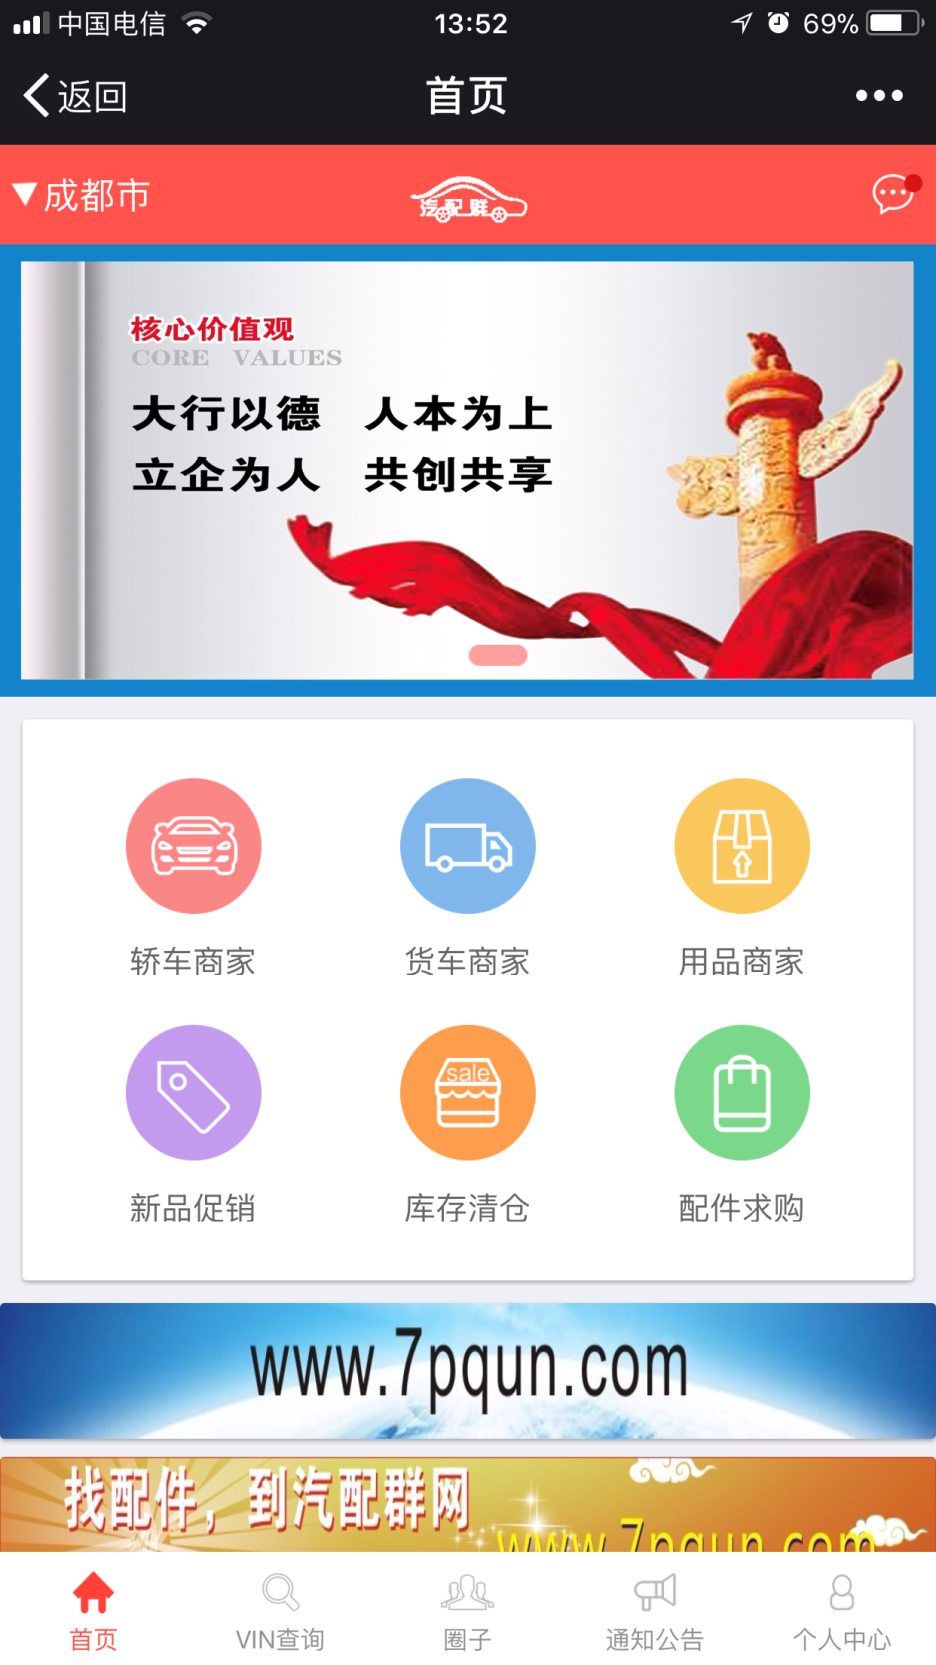 中国电信 13:52 69%
返回 首页
成都市 汽配群
核心价值观
CORE VALUES
大行以德 人本为上
立企为人 共创共享
轿车商家 货车商家 用品商家
sale
新品促销 库存清仓 配件求购
www.7pqun.com
找配件，到汽配群网
www.7pqun.com
首页 VIN查询 圈子 通知公告 个人中心